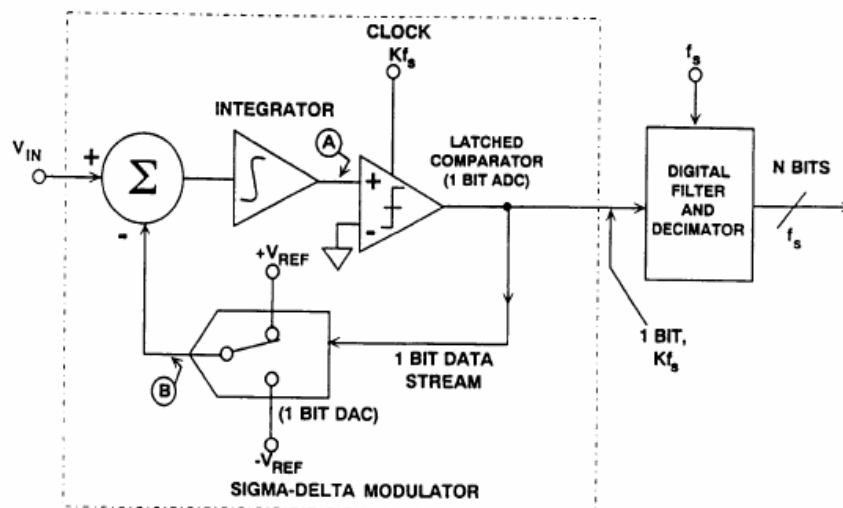 CLOCK
Kfs
fs
INTEGRATOR
VIN
+
Σ
-
∫
A
+
-
LATCHED
COMPARATOR
(1 BIT ADC)
DIGITAL
FILTER
AND
DECIMATOR
N BITS
fs
+VREF
B
1 BIT DATA
STREAM
1 BIT,
Kfs
(1 BIT DAC)
-VREF
SIGMA-DELTA MODULATOR